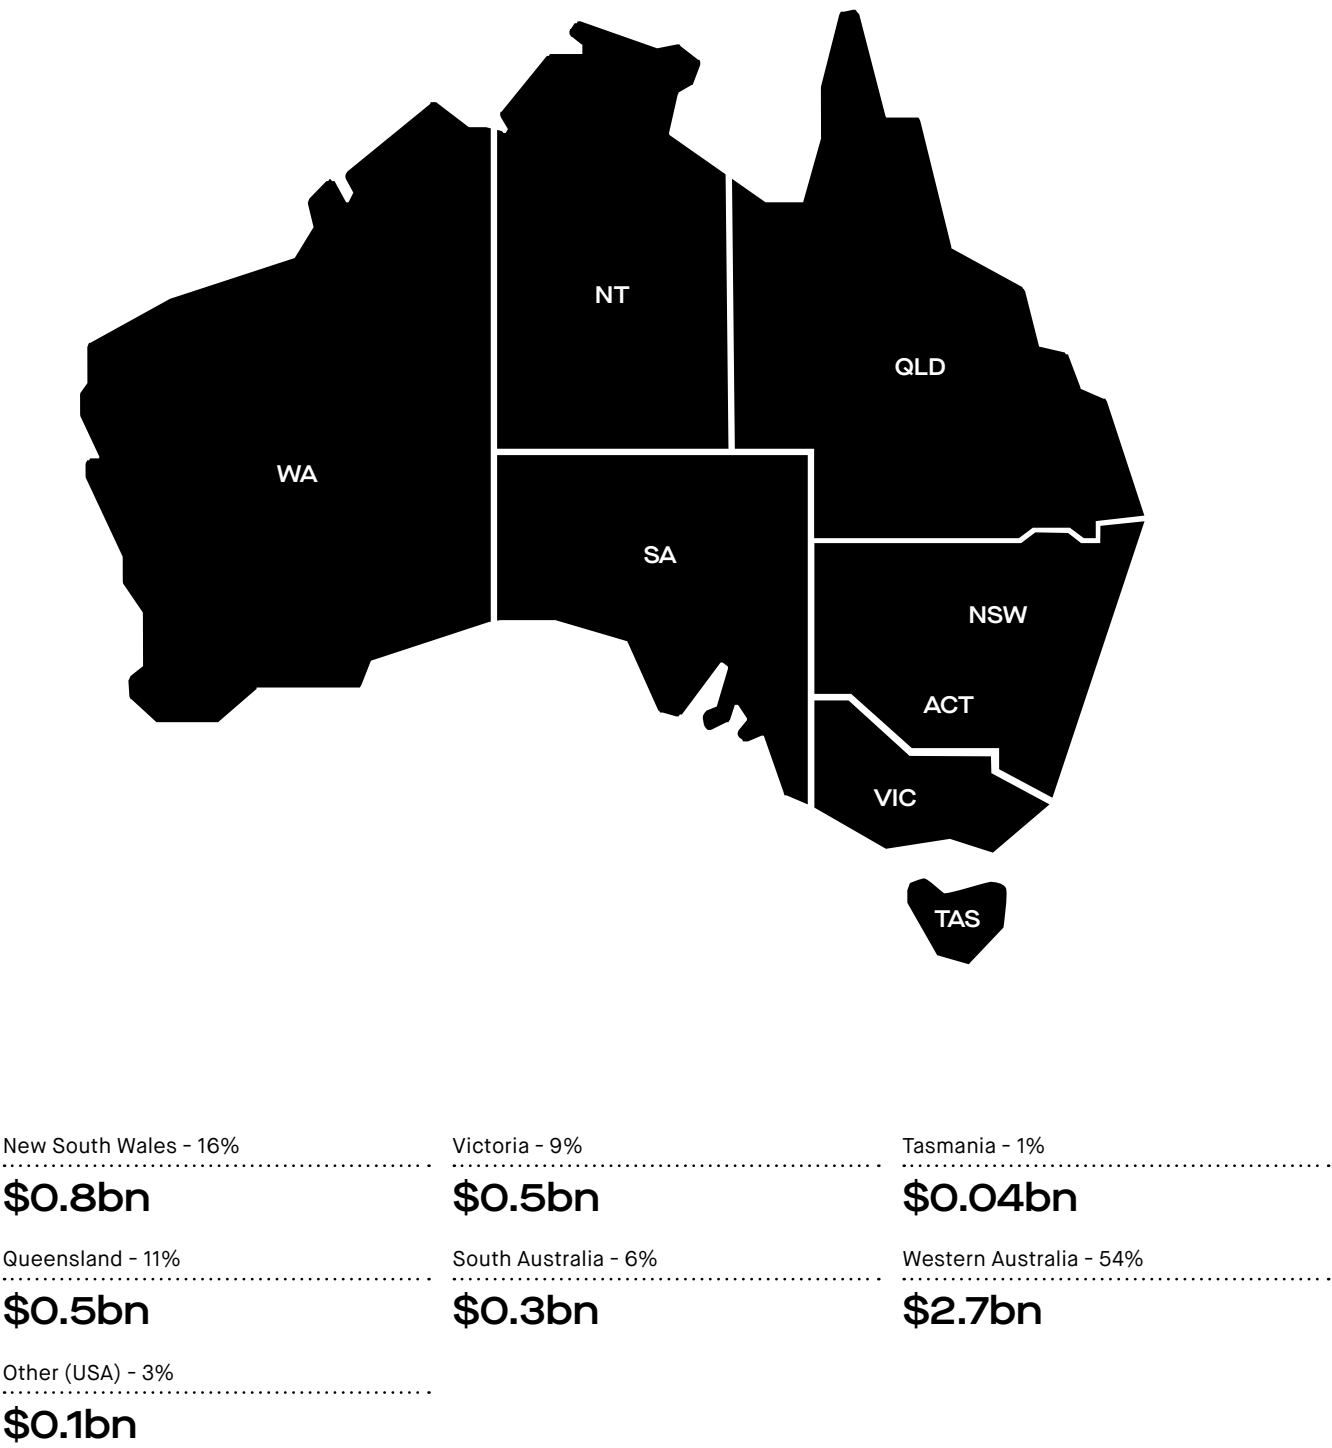 NT
QLD
WA
SA
NSW
ACT
VIC
TAS
New South Wales - 16%
$0.8bn
Victoria - 9%
$0.5bn
Tasmania - 1%
$0.04bn
Queensland - 11%
$0.5bn
South Australia - 6%
$0.3bn
Western Australia - 54%
$2.7bn
Other (USA) - 3%
$0.1bn